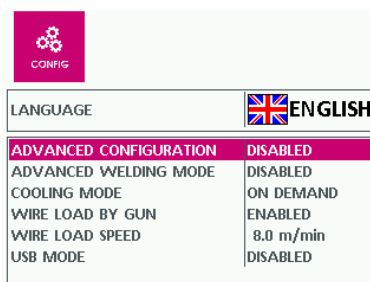 CONFIG
LANGUAGE ENGLISH
ADVANCED CONFIGURATION DISABLED
ADVANCED WELDING MODE DISABLED
COOLING MODE ON DEMAND
WIRE LOAD BY GUN ENABLED
WIRE LOAD SPEED 8.0 m/min
USB MODE DISABLED